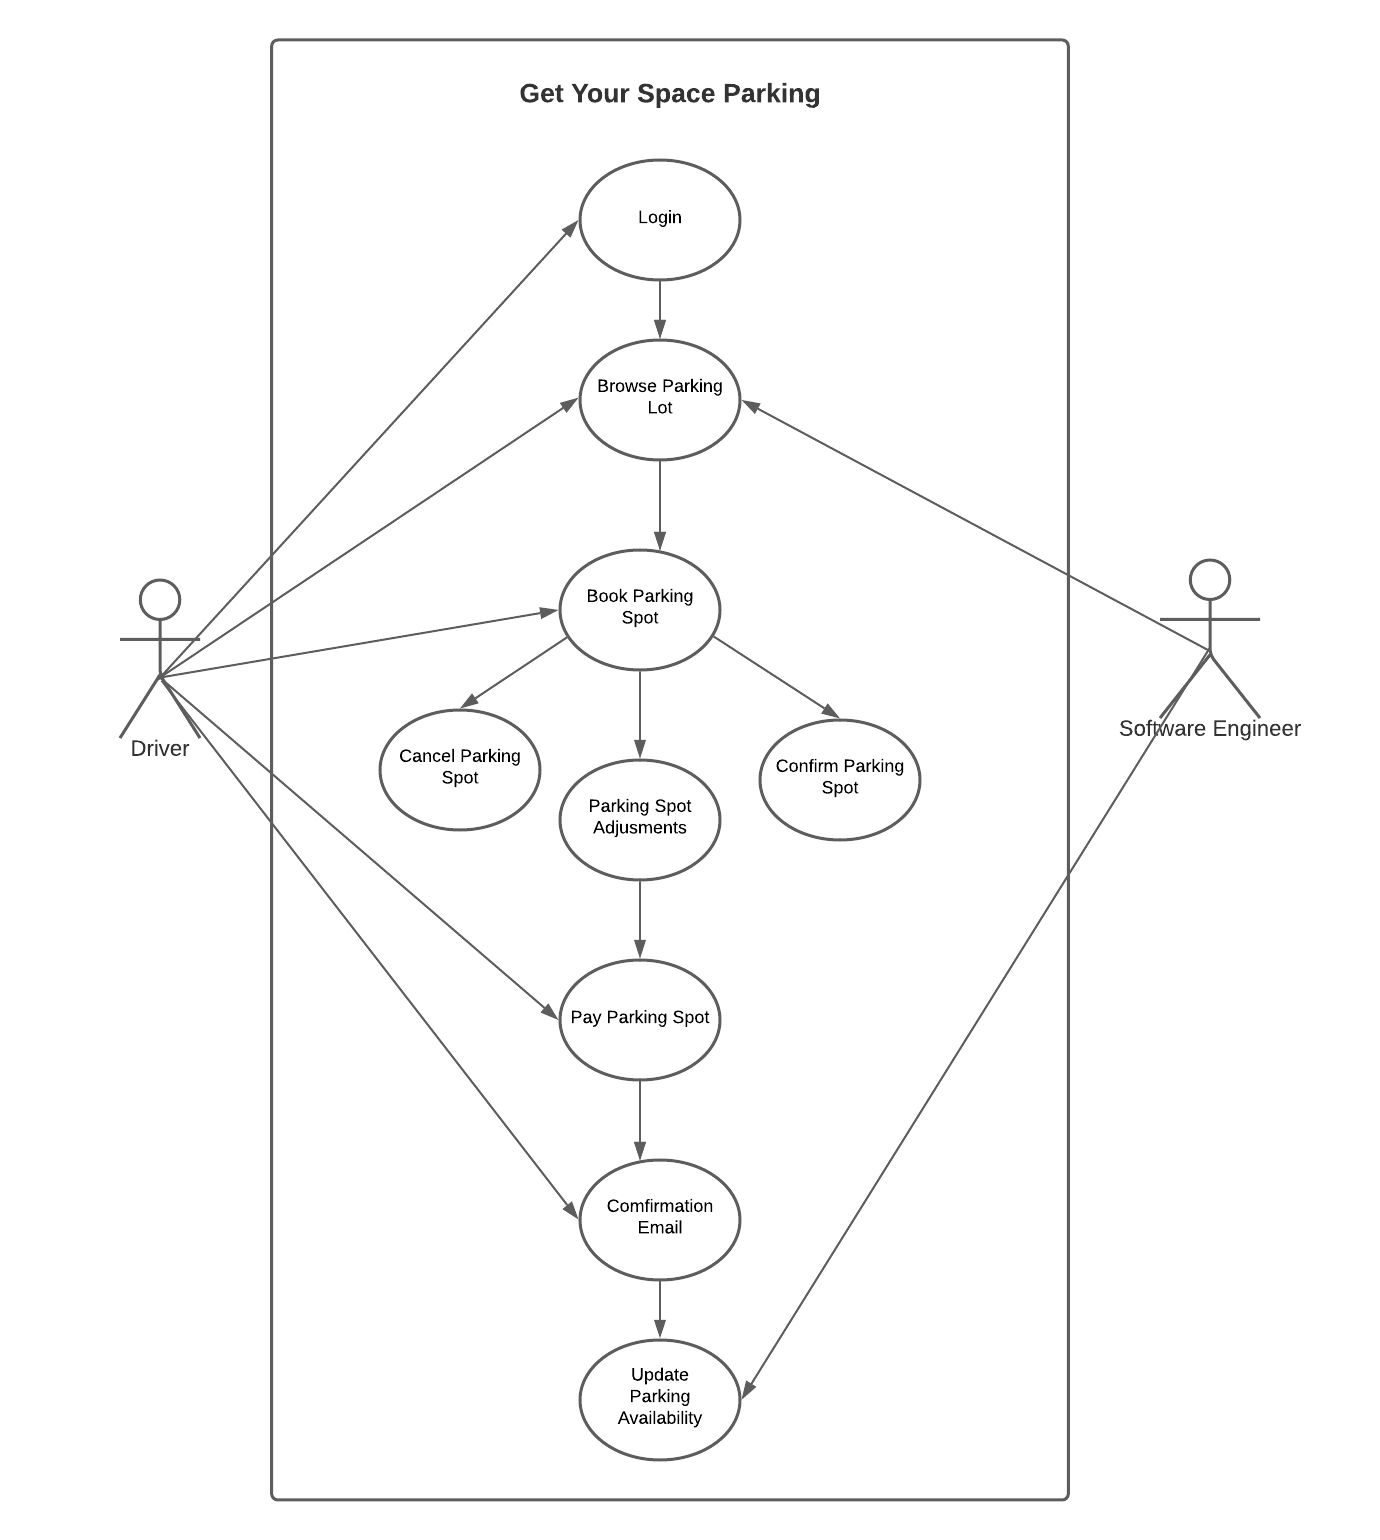 Get Your Space Parking
Login
Browse Parking
Lot
Book Parking
Spot
Cancel Parking
Spot
Parking Spot
Adjusments
Confirm Parking
Spot
Driver
Software Engineer
Pay Parking Spot
Comfirmation
Email
Update
Parking
Availability